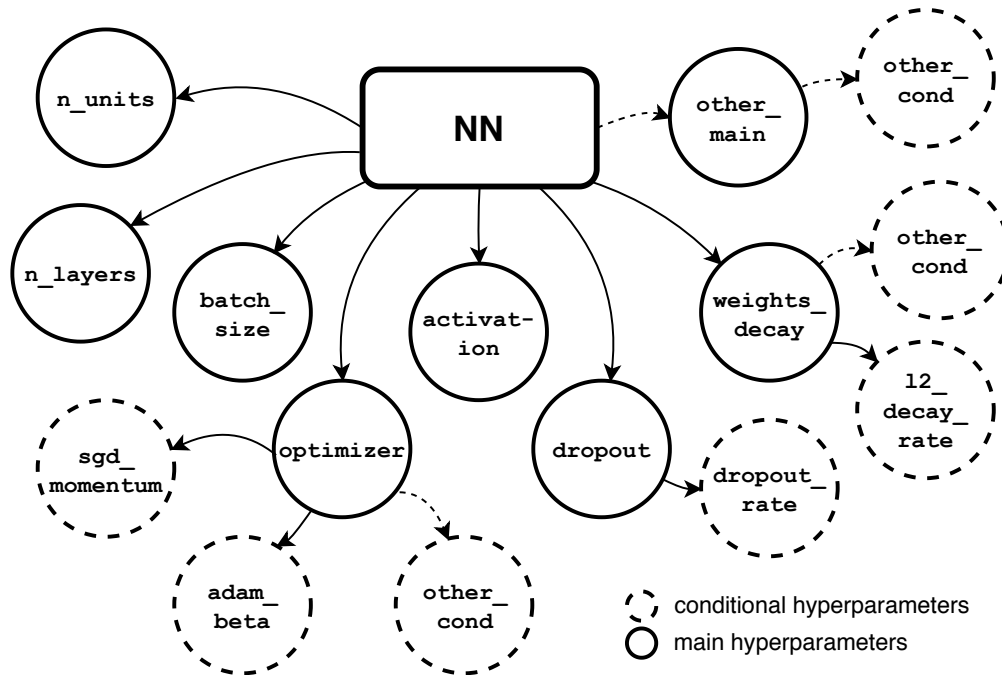 NN
n_units
other_
main
other_
cond
n_layers
batch_
size
activat-
ion
weights_
decay
other_
cond
l2_
decay_
rate
optimizer
dropout
sgd_
momentum
dropout_
rate
adam_
beta
other_
cond
conditional hyperparameters
main hyperparameters